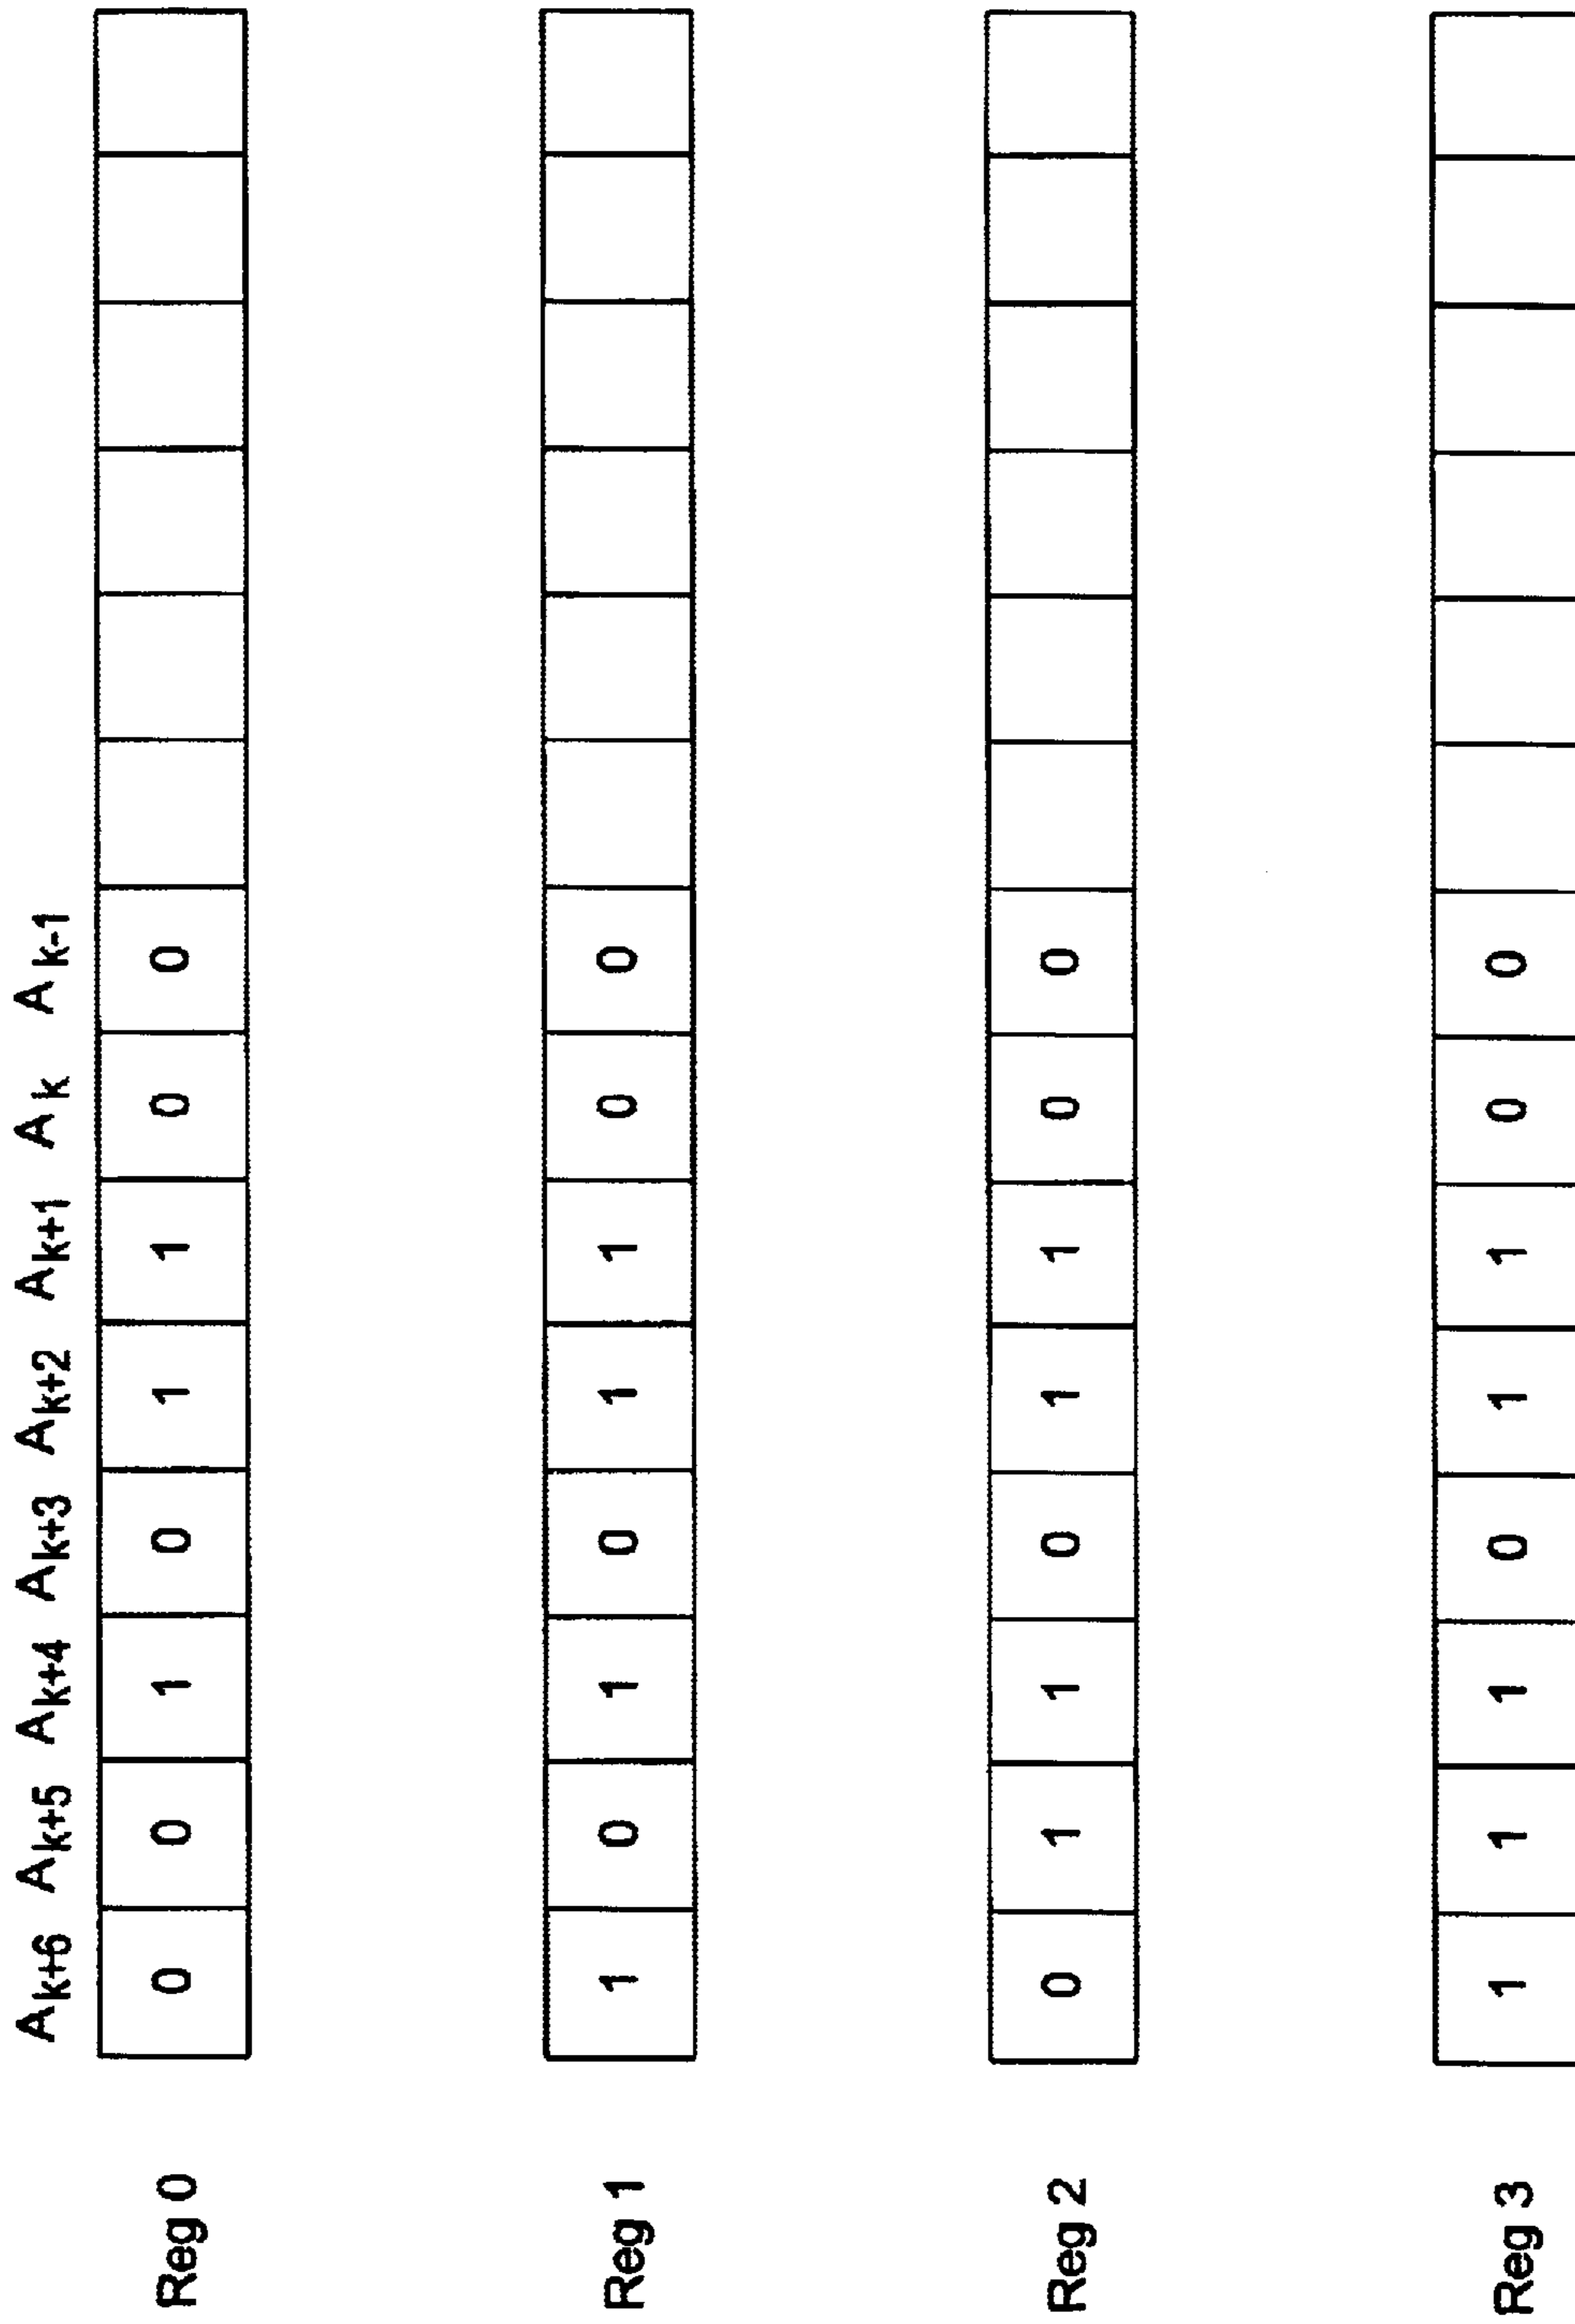 A k+6 A k+5 A k+4 A k+3 A k+2 A k+1 A k A k-1
Reg 0 0 0 1 0 1 1 0 0
Reg 1 1 0 1 0 1 1 0 0
Reg 2 0 1 1 0 1 1 0 0
Reg 3 1 1 1 0 1 1 0 0